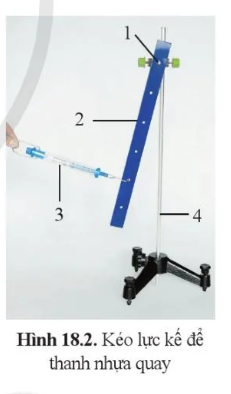 1
2
3
4
Hình 18.2. Kéo lực kế để
thanh nhựa quay